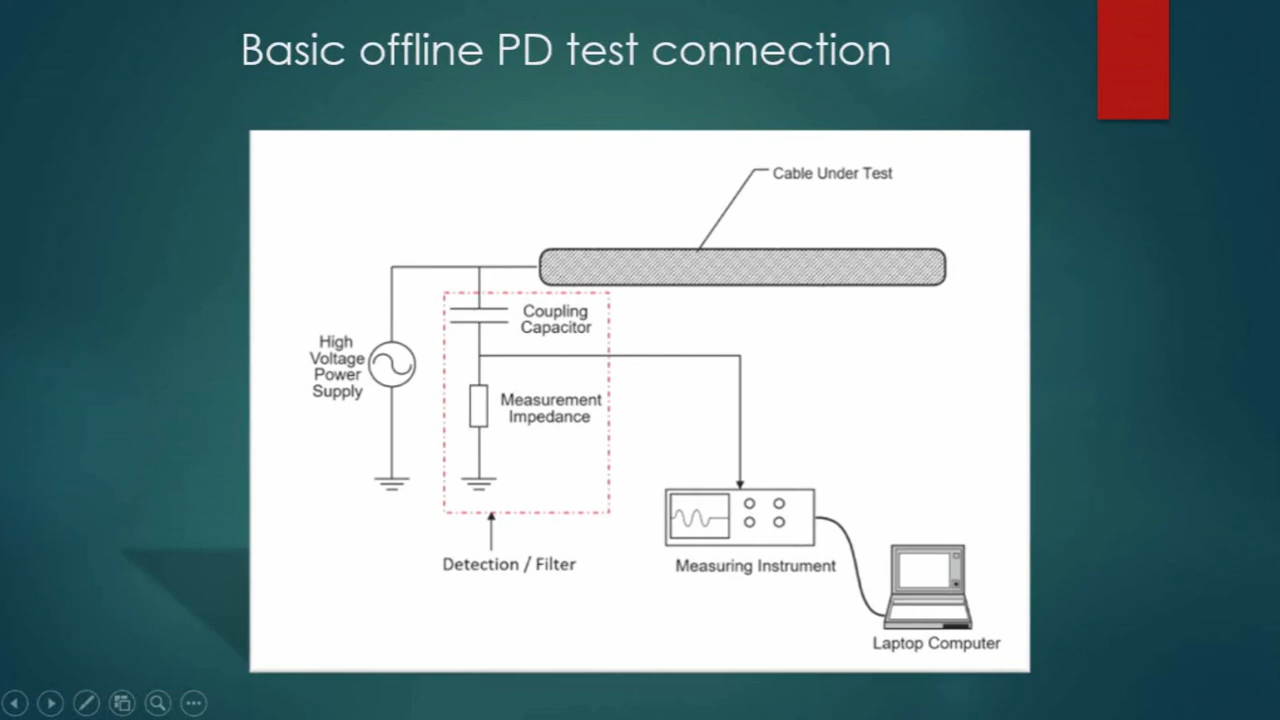 Basic offline PD test connection
Cable Under Test
Coupling
Capacitor
High
Voltage
Power
Supply
Measurement
Impedance
Detection / Filter
Measuring Instrument
Laptop Computer